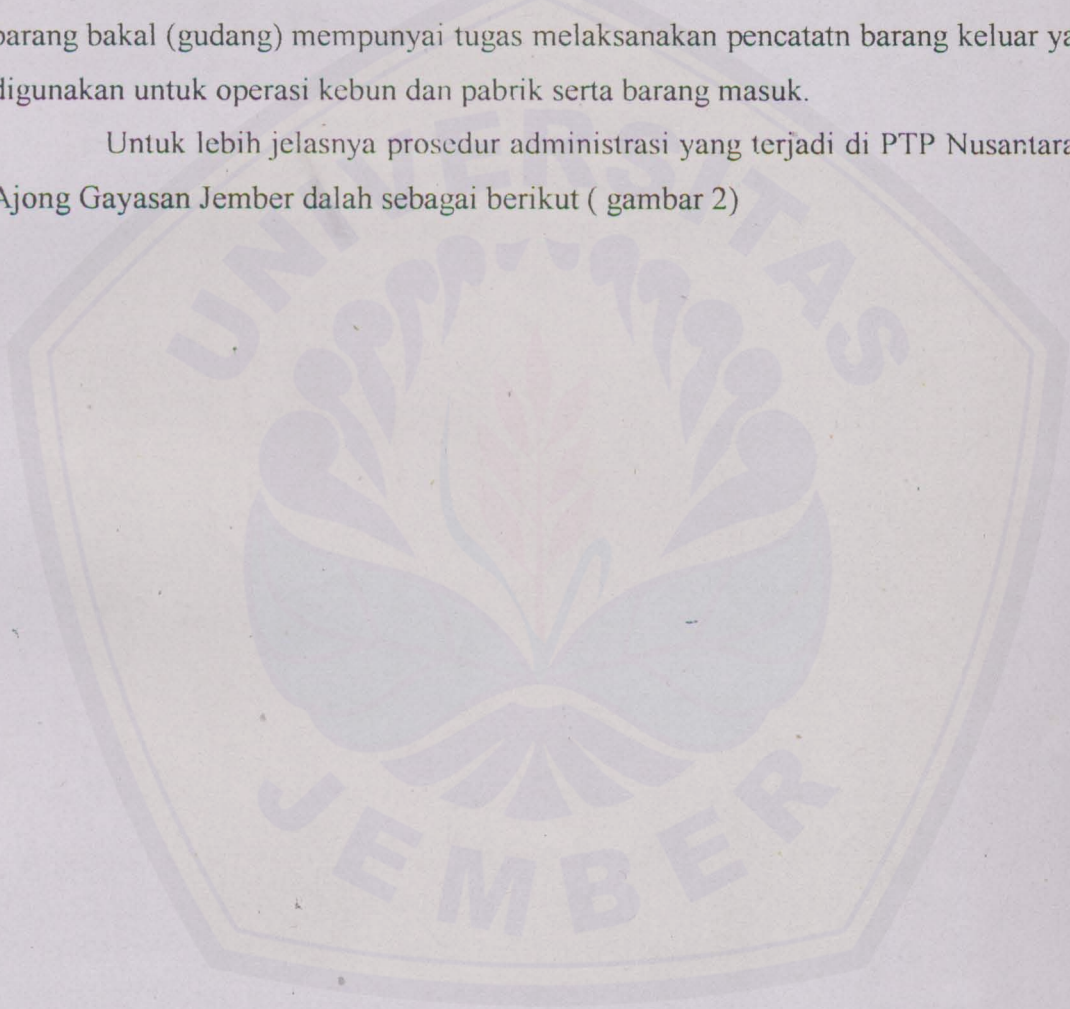 barang bakal (gudang) mempunyai tugas melaksanakan pencatatn barang keluar ya
digunakan untuk operasi kebun dan pabrik serta barang masuk.
Untuk lebih jelasnya prosedur administrasi yang terjadi di PTP Nusantara
Ajong Gayasan Jember dalah sebagai berikut ( gambar 2)
UNIVERSITAS
JEMBER